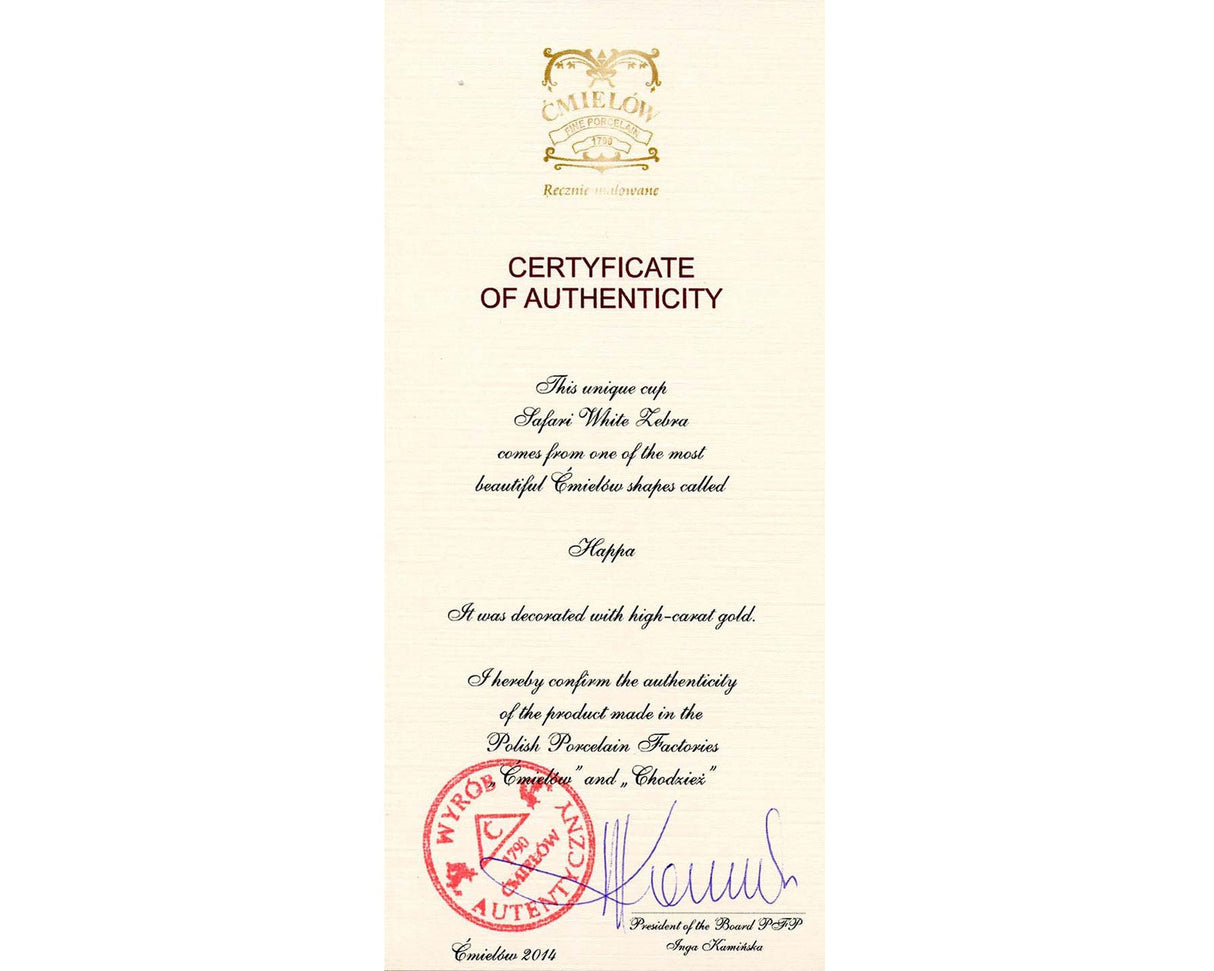 ĆMIELÓW
FINE PORCELAIN
1790
Ręcznie malowane
CERTYFICATE
OF AUTHENTICITY
This unique cup
Safari White Zebra
comes from one of the most
beautiful Ćmielów shapes called
Happa
It was decorated with high-carat gold.
I hereby confirm the authenticity
of the product made in the
Polish Porcelain Factories
„Ćmielów” and „Chodzież”
WYRÓB AUTENTYCZNY
Ć
1790
ĆMIELÓW
President of the Board PFP
Inga Kamińska
Ćmielów 2014